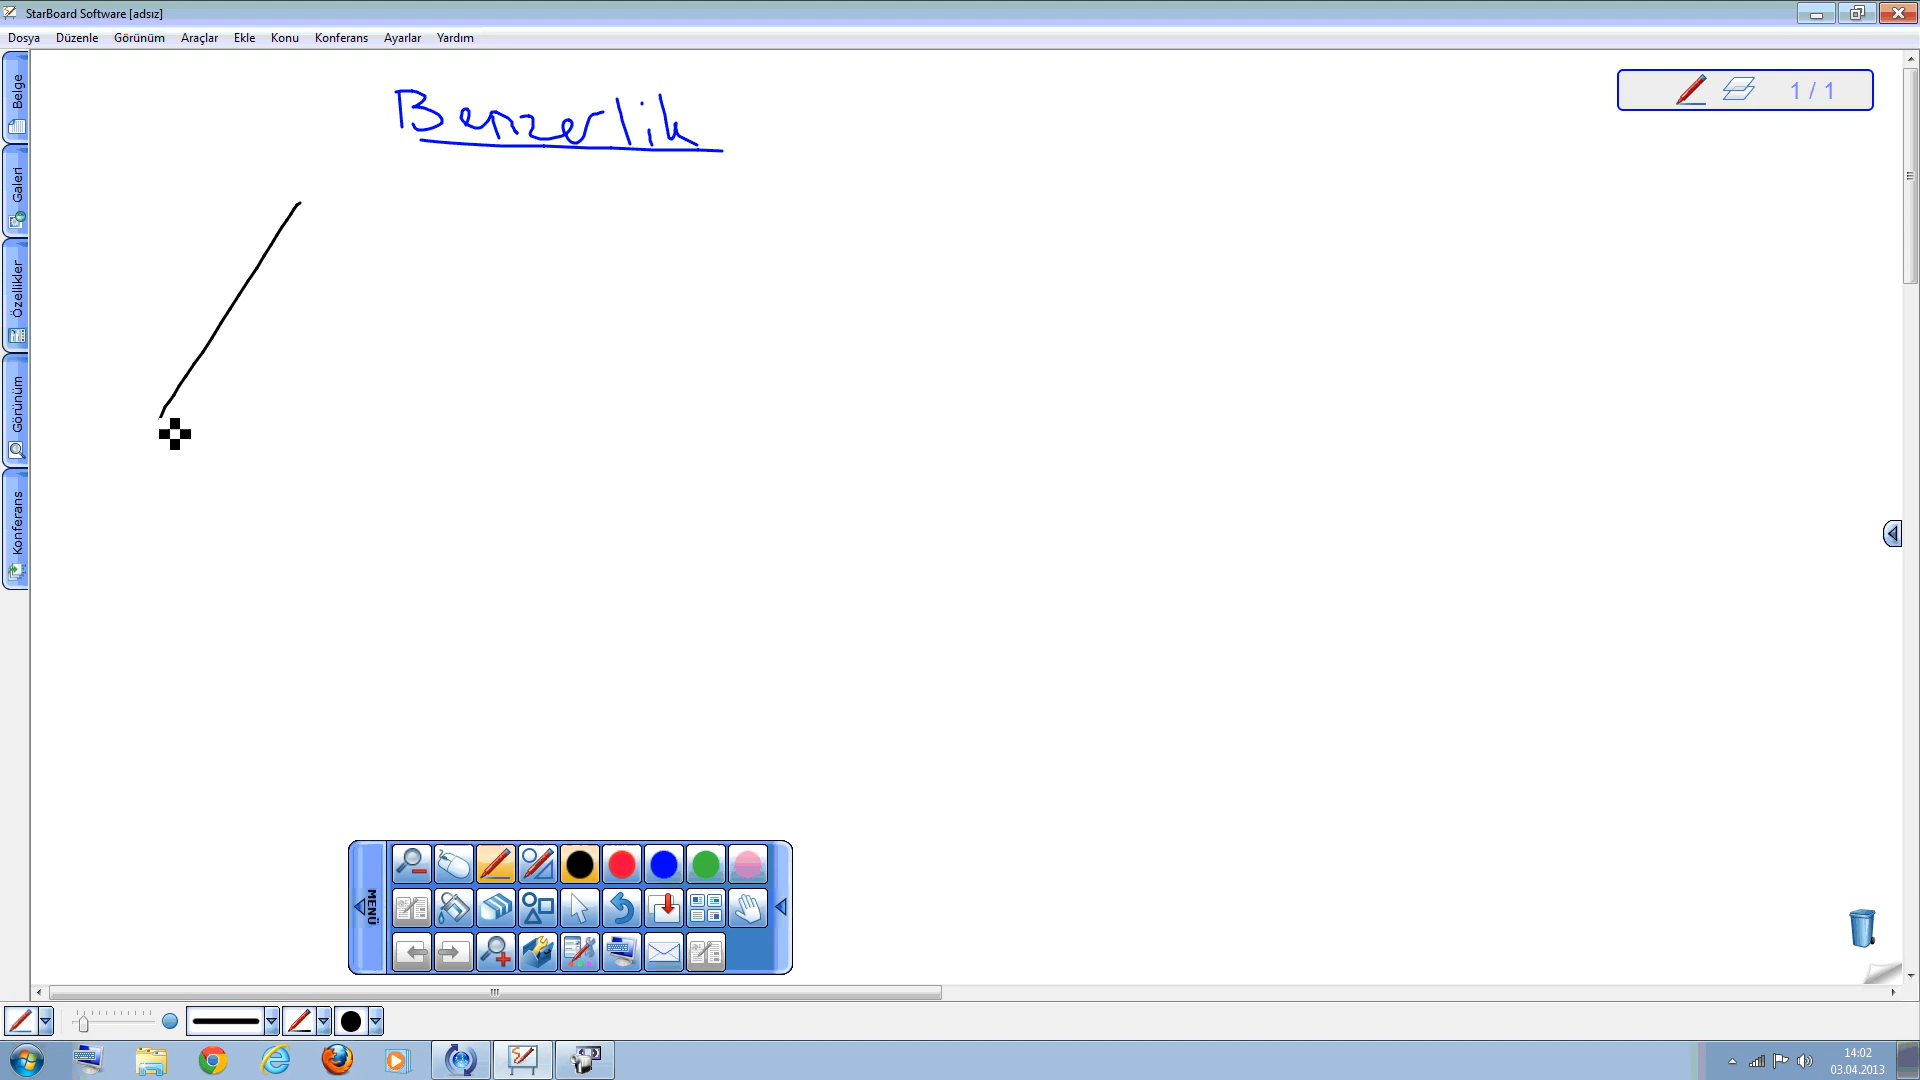 StarBoard Software [adsız]
Dosya Düzenle Görünüm Araçlar Ekle Konu Konferans Ayarlar Yardım
Belge
Galeri
Özellikler
Görünüm
Konferans
Benzerlik
1 / 1
MENÜ
14:02
03.04.2013